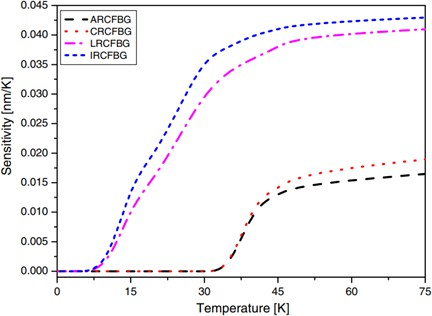 0.045
0.040
0.035
0.030
0.025
0.020
0.015
0.010
0.005
0.000
Sensitivity [nm/K]
ARCFBG
CRCFBG
LRCFBG
IRCFBG
0 15 30 45 60 75
Temperature [K]